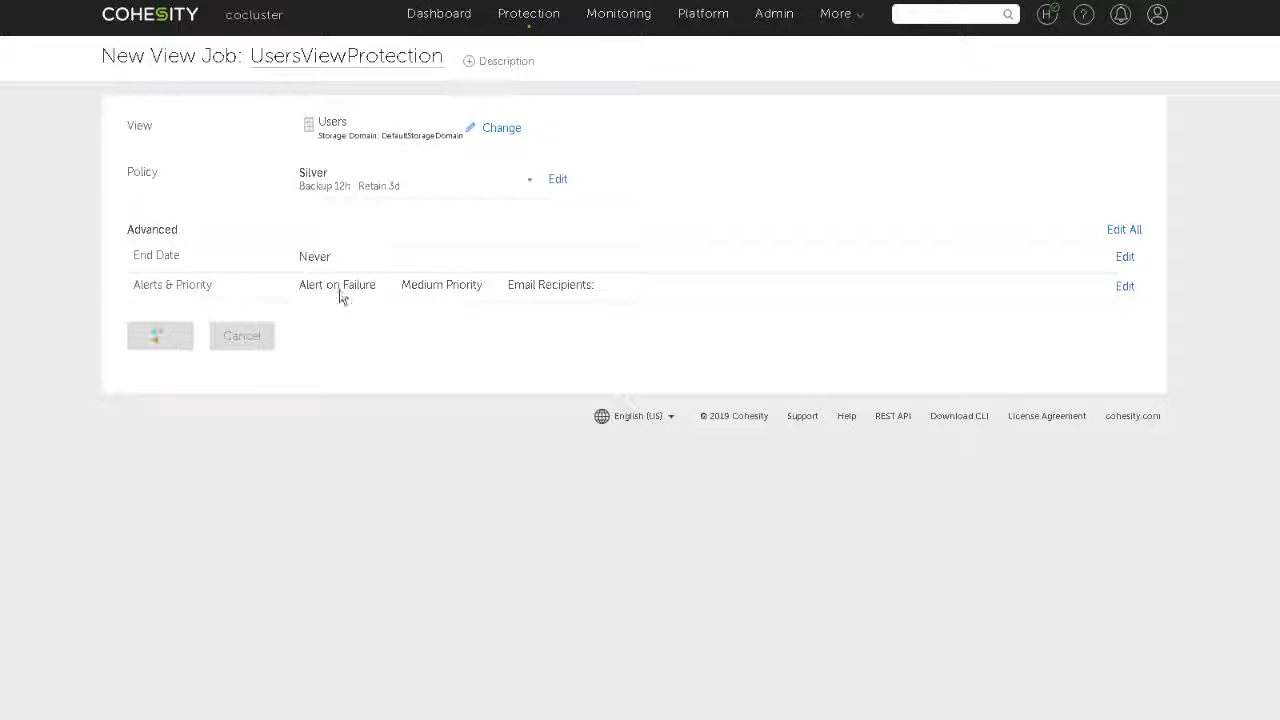 COHESITY cocluster Dashboard Protection Monitoring Platform Admin More H ?
New View Job: UsersViewProtection Description
View Users Change
Storage Domain: DefaultStorageDomain
Policy Silver Edit
Backup 12h Retain 3d
Advanced Edit All
End Date Never Edit
Alerts & Priority Alert on Failure Medium Priority Email Recipients: Edit
Cancel
English (US) © 2019 Cohesity Support Help REST API Download CLI License Agreement cohesity.com